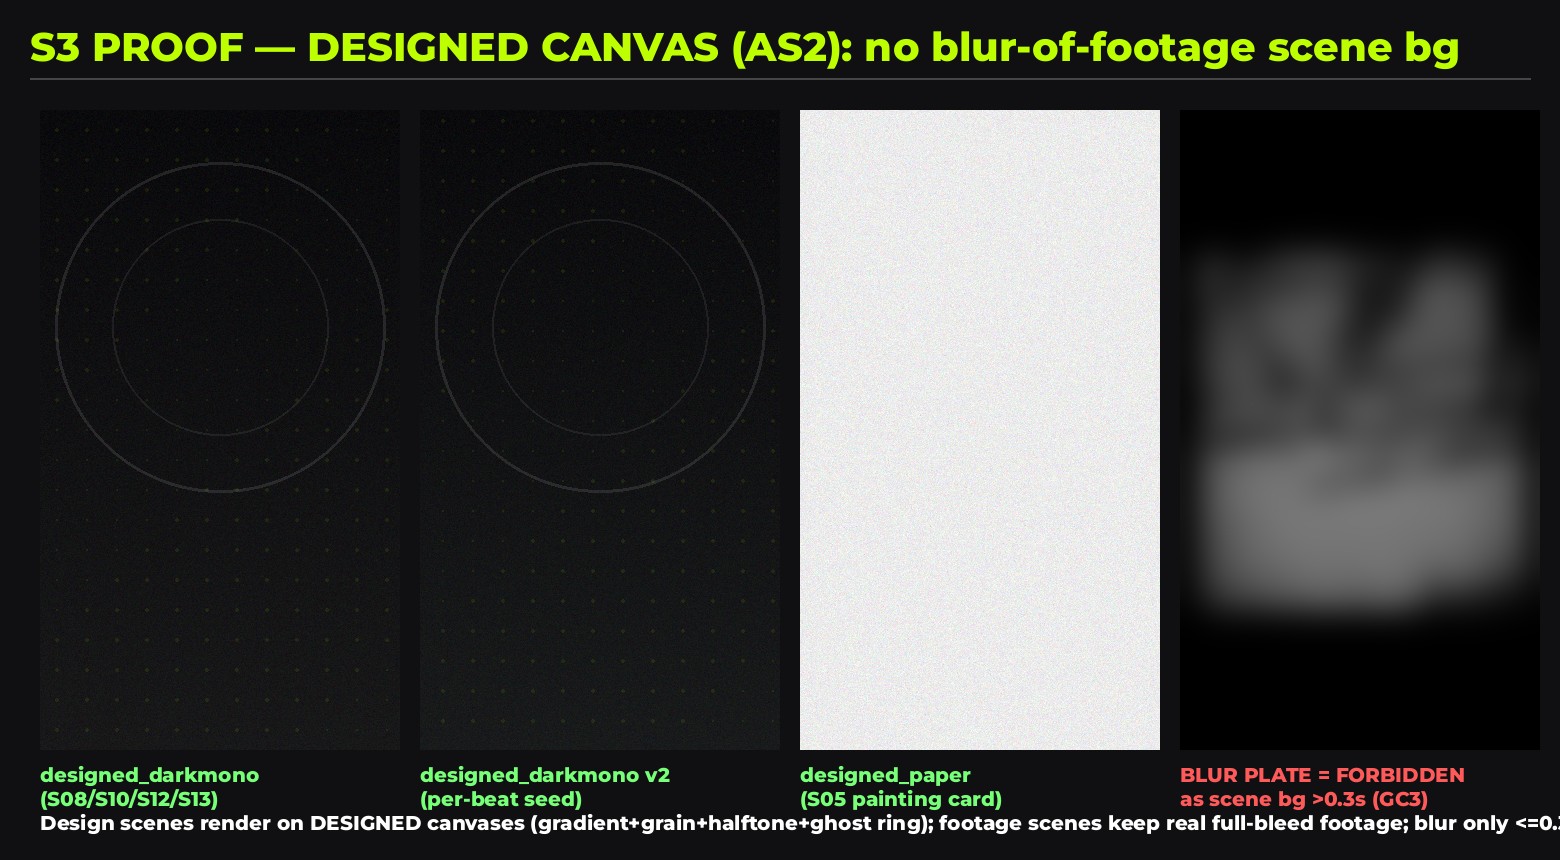 S3 PROOF — DESIGNED CANVAS (AS2): no blur-of-footage scene bg
designed_darkmono
(S08/S10/S12/S13)
designed_darkmono v2
(per-beat seed)
designed_paper
(S05 painting card)
BLUR PLATE = FORBIDDEN
as scene bg >0.3s (GC3)
Design scenes render on DESIGNED canvases (gradient+grain+halftone+ghost ring); footage scenes keep real full-bleed footage; blur only